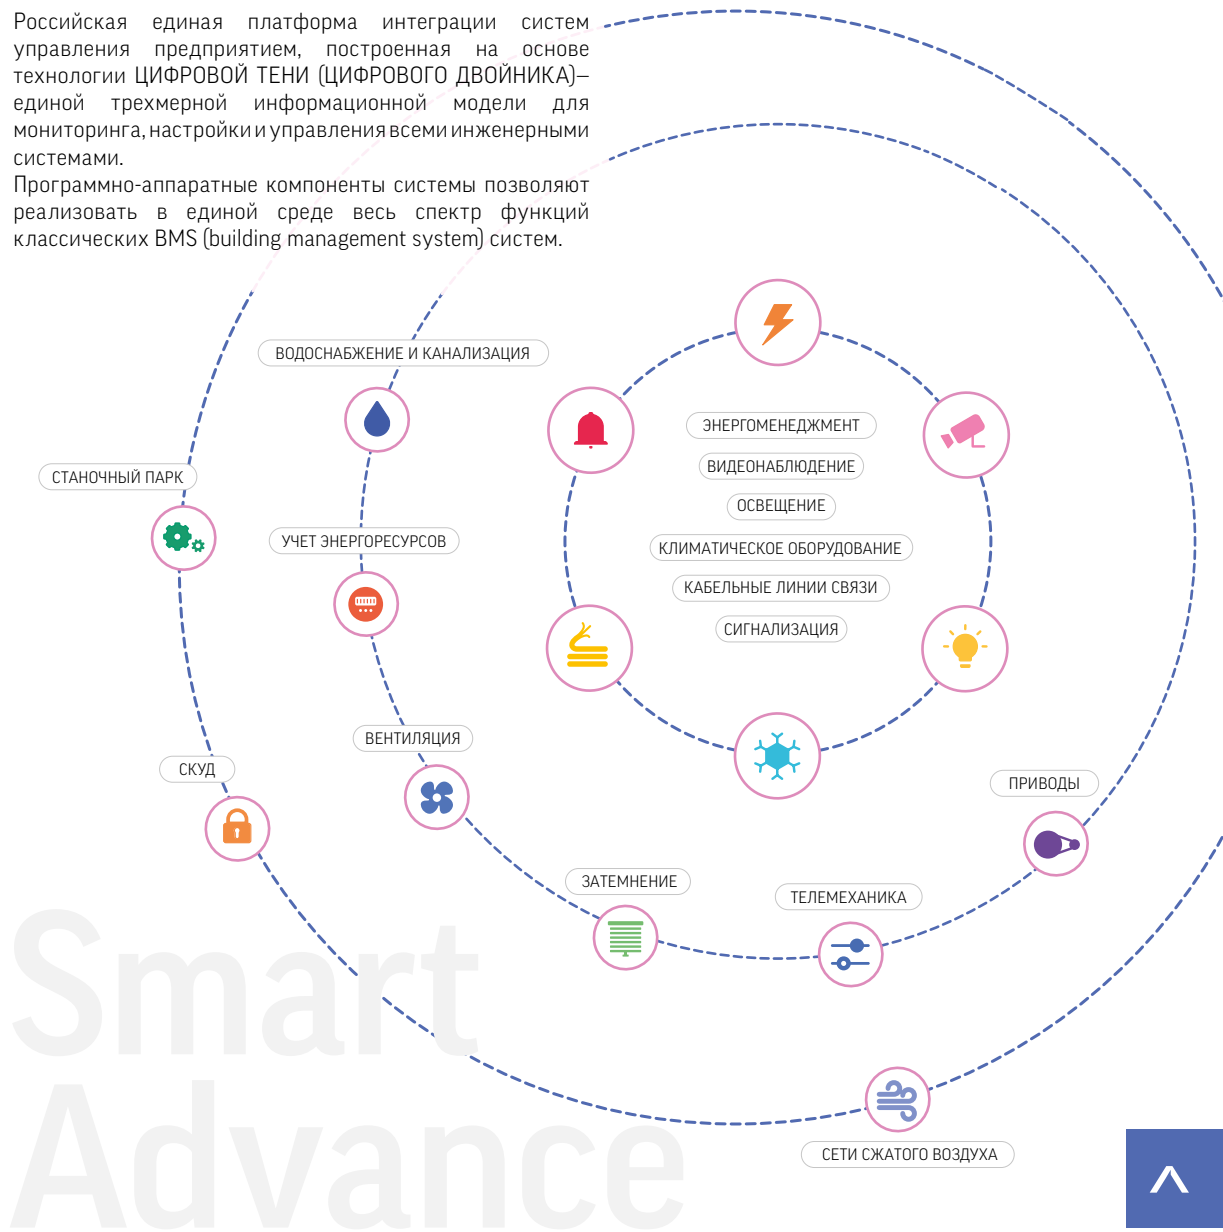 Российская единая платформа интеграции систем
управления предприятием, построенная на основе
технологии ЦИФРОВОЙ ТЕНИ (ЦИФРОВОГО ДВОЙНИКА)–
единой трехмерной информационной модели для
мониторинга, настройки и управления всеми инженерными
системами.
Программно-аппаратные компоненты системы позволяют
реализовать в единой среде весь спектр функций
классических BMS (building management system) систем.
ВОДОСНАБЖЕНИЕ И КАНАЛИЗАЦИЯ
СТАНОЧНЫЙ ПАРК
УЧЕТ ЭНЕРГОРЕСУРСОВ
ЭНЕРГОМЕНЕДЖМЕНТ
ВИДЕОНАБЛЮДЕНИЕ
ОСВЕЩЕНИЕ
КЛИМАТИЧЕСКОЕ ОБОРУДОВАНИЕ
КАБЕЛЬНЫЕ ЛИНИИ СВЯЗИ
СИГНАЛИЗАЦИЯ
ВЕНТИЛЯЦИЯ
СКУД
ПРИВОДЫ
ЗАТЕМНЕНИЕ
ТЕЛЕМЕХАНИКА
СЕТИ СЖАТОГО ВОЗДУХА
Smart
Advance